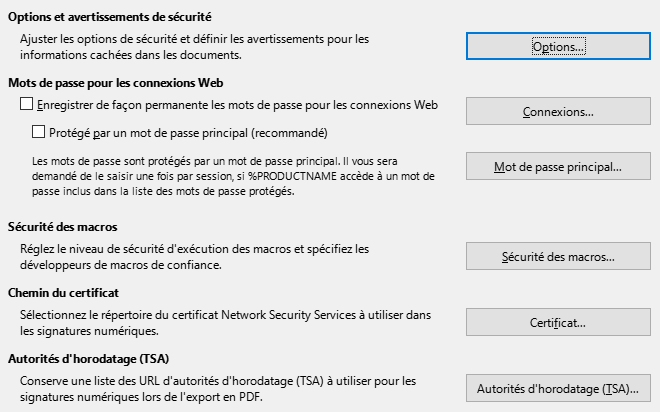 Options et avertissements de sécurité
Ajuster les options de sécurité et définir les avertissements pour les
informations cachées dans les documents.
Options...
Mots de passe pour les connexions Web
Enregistrer de façon permanente les mots de passe pour les connexions Web
Connexions...
Protégé par un mot de passe principal (recommandé)
Les mots de passe sont protégés par un mot de passe principal. Il vous sera
demandé de le saisir une fois par session, si %PRODUCTNAME accède à un mot de
passe inclus dans la liste des mots de passe protégés.
Mot de passe principal...
Sécurité des macros
Réglez le niveau de sécurité d'exécution des macros et spécifiez les
développeurs de macros de confiance.
Sécurité des macros...
Chemin du certificat
Sélectionnez le répertoire du certificat Network Security Services à utiliser dans
les signatures numériques.
Certificat...
Autorités d'horodatage (TSA)
Conserve une liste des URL d'autorités d'horodatage (TSA) à utiliser pour les
signatures numériques lors de l'export en PDF.
Autorités d'horodatage (TSA)...